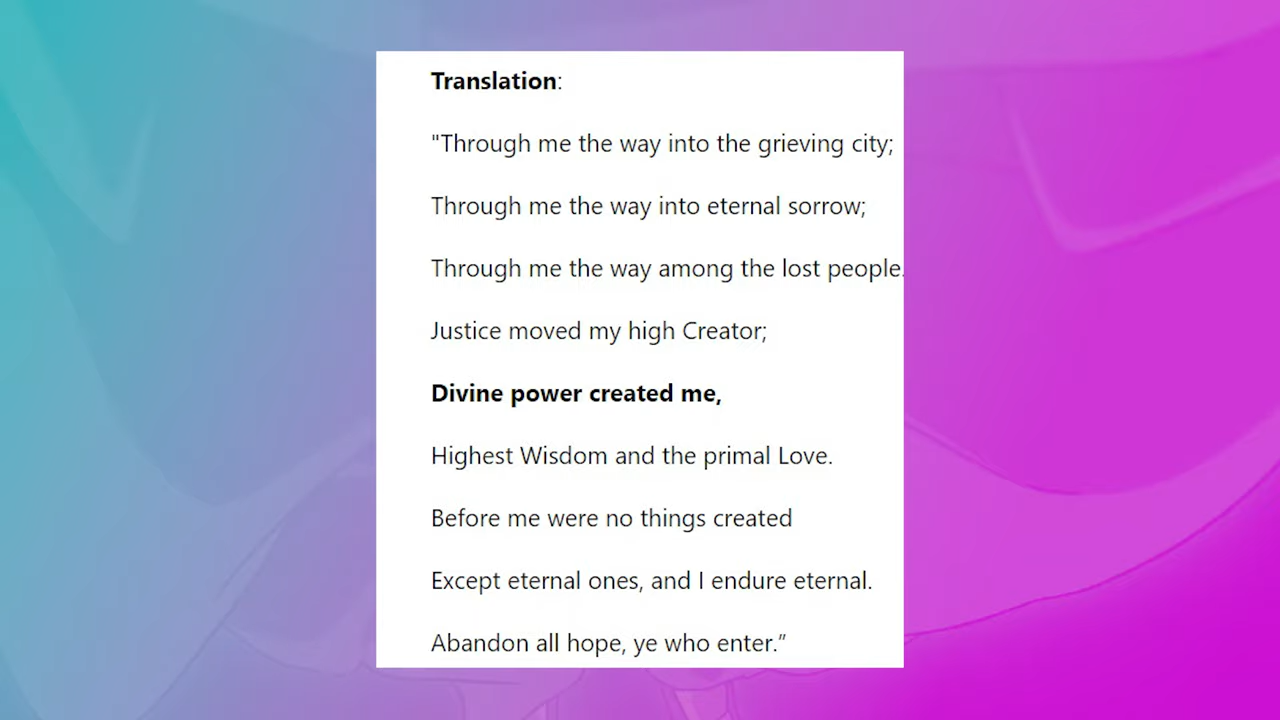 Translation:
"Through me the way into the grieving city;
Through me the way into eternal sorrow;
Through me the way among the lost people.
Justice moved my high Creator;
Divine power created me,
Highest Wisdom and the primal Love.
Before me were no things created
Except eternal ones, and I endure eternal.
Abandon all hope, ye who enter.”